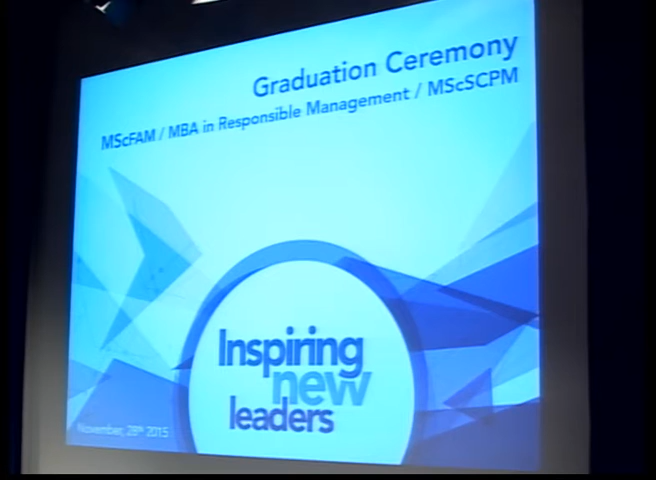 Graduation Ceremony
MScFAM / MBA in Responsible Management / MScSCPM
Inspiring
new
leaders
November, 28th 2015